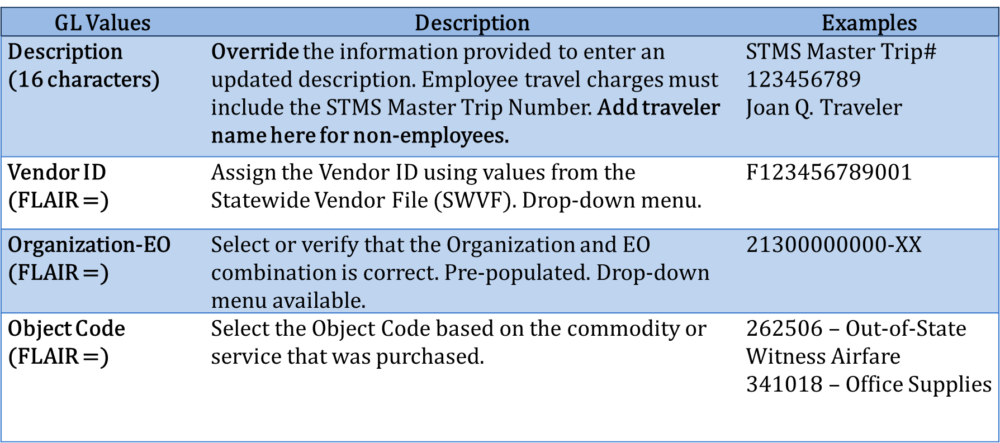 GL Values Description Examples
Description
(16 characters)
Override the information provided to enter an
updated description. Employee travel charges must
include the STMS Master Trip Number. Add traveler
name here for non-employees.
STMS Master Trip#
123456789
Joan Q. Traveler
Vendor ID
(FLAIR =)
Assign the Vendor ID using values from the
Statewide Vendor File (SWVF). Drop-down menu.
F123456789001
Organization-EO
(FLAIR =)
Select or verify that the Organization and EO
combination is correct. Pre-populated. Drop-down
menu available.
21300000000-XX
Object Code
(FLAIR =)
Select the Object Code based on the commodity or
service that was purchased.
262506 – Out-of-State
Witness Airfare
341018 – Office Supplies